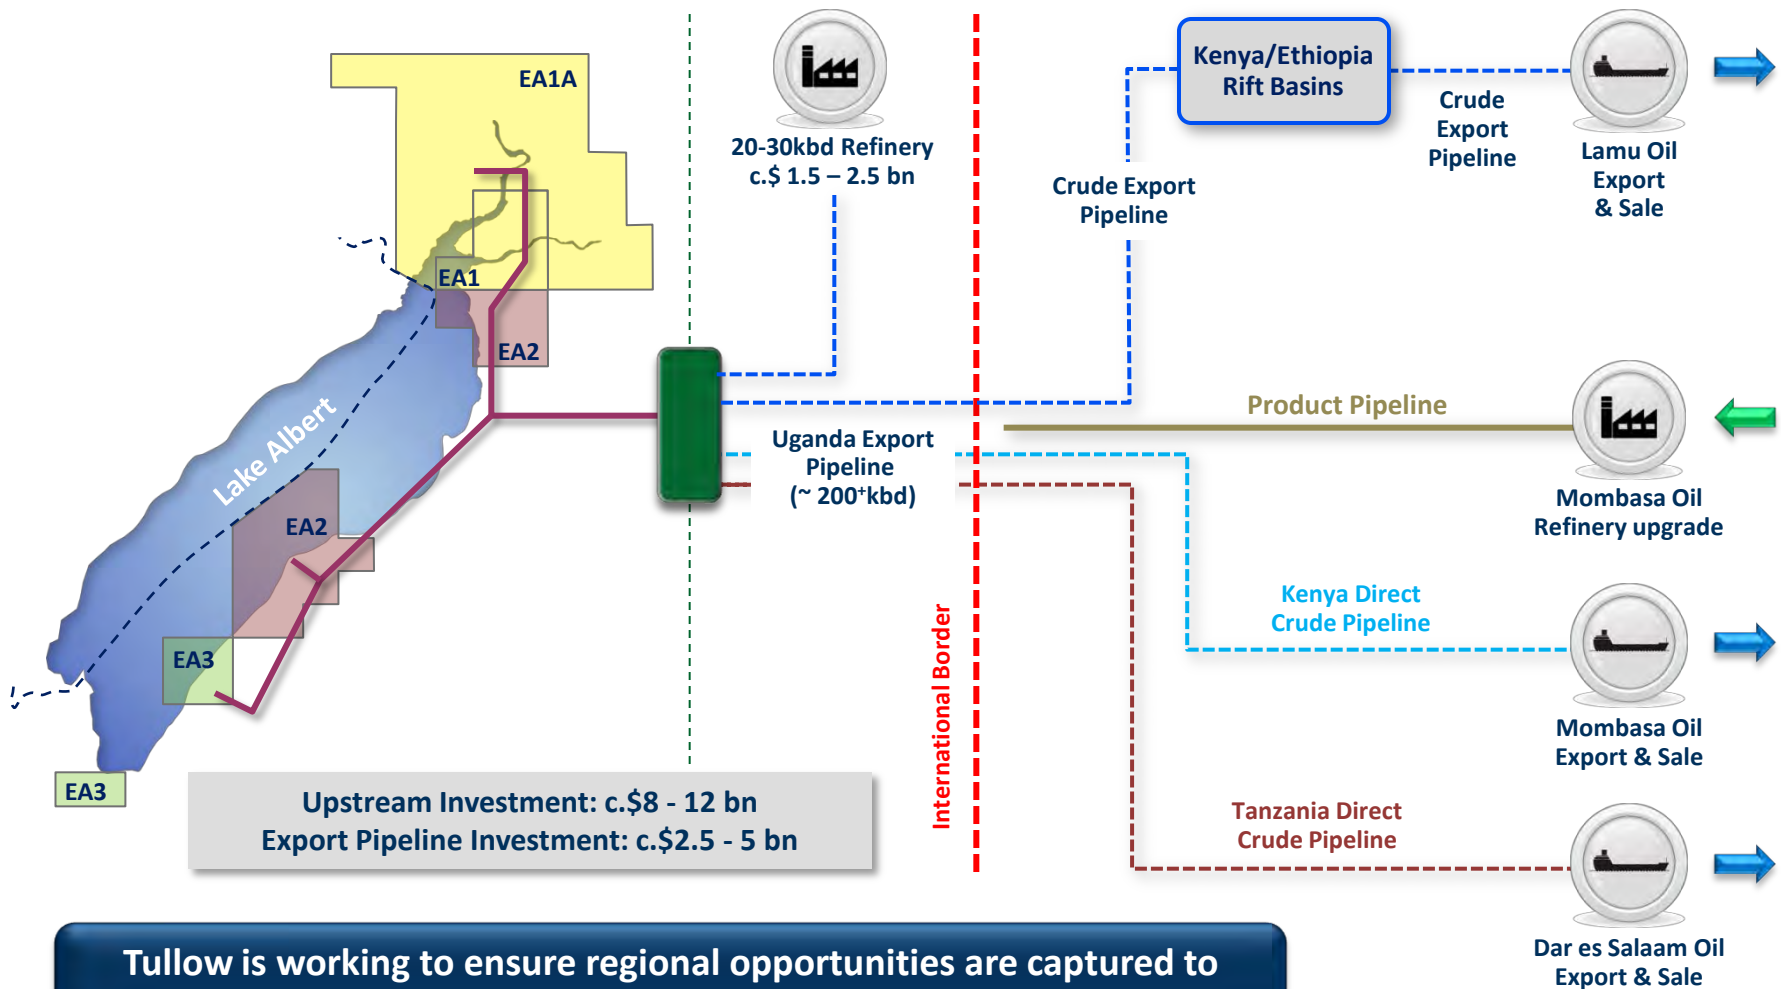 EA1A
EA1
EA2
Lake Albert
EA2
EA3
EA3
20-30kbd Refinery
c.$ 1.5 – 2.5 bn
Uganda Export
Pipeline
(~ 200+kbd)
International Border
Crude Export
Pipeline
Kenya/Ethiopia
Rift Basins
Crude
Export
Pipeline
Lamu Oil
Export
& Sale
Product Pipeline
Mombasa Oil
Refinery upgrade
Kenya Direct
Crude Pipeline
Mombasa Oil
Export & Sale
Tanzania Direct
Crude Pipeline
Dar es Salaam Oil
Export & Sale
Upstream Investment: c.$8 - 12 bn
Export Pipeline Investment: c.$2.5 - 5 bn
Tullow is working to ensure regional opportunities are captured to